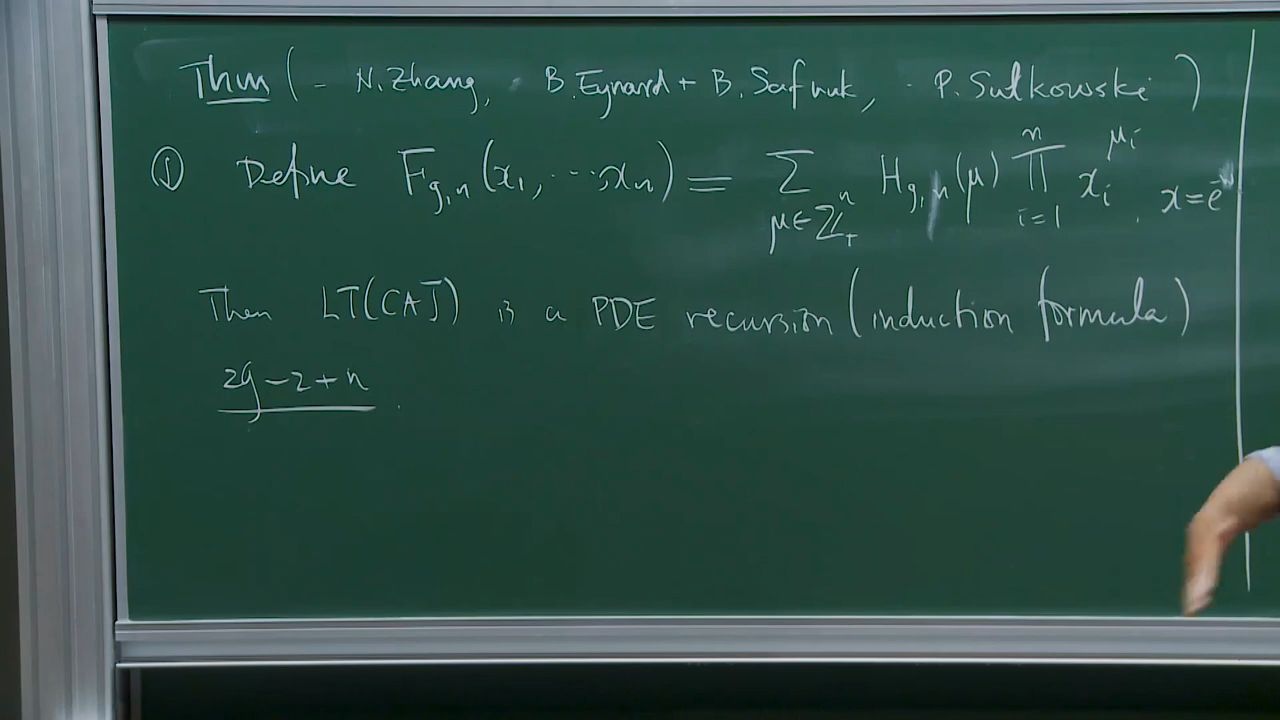 Thm ( – N. Zhang, · B. Eynard + B. Safnuk, · P. Sułkowski )
① Define F_{g,n}(x_1, ⋯, x_n) = Σ_{μ∈ℤ_+^n} H_{g,n}(μ) ∏_{i=1}^{n} x_i^{μ_i} . x = e^{-w}
Then LT(CAJ) is a PDE recursion (induction formula)
2g – 2 + n .